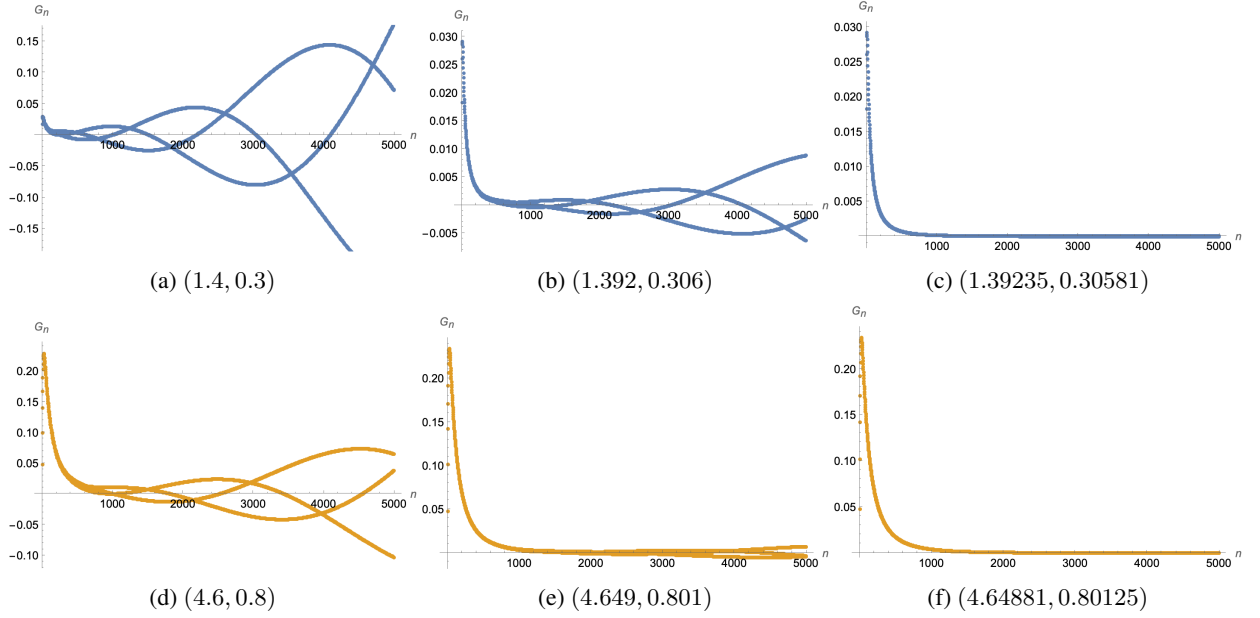 G_n
0.15
0.10
0.05
−0.05
−0.10
−0.15
1000 2000 3000 4000 5000 n
(a) (1.4, 0.3)
G_n
0.030
0.025
0.020
0.015
0.010
0.005
−0.005
1000 2000 3000 4000 5000 n
(b) (1.392, 0.306)
G_n
0.030
0.025
0.020
0.015
0.010
0.005
1000 2000 3000 4000 5000 n
(c) (1.39235, 0.30581)
G_n
0.20
0.15
0.10
0.05
−0.05
−0.10
1000 2000 3000 4000 5000 n
(d) (4.6, 0.8)
G_n
0.20
0.15
0.10
0.05
1000 2000 3000 4000 5000 n
(e) (4.649, 0.801)
G_n
0.20
0.15
0.10
0.05
1000 2000 3000 4000 5000 n
(f) (4.64881, 0.80125)